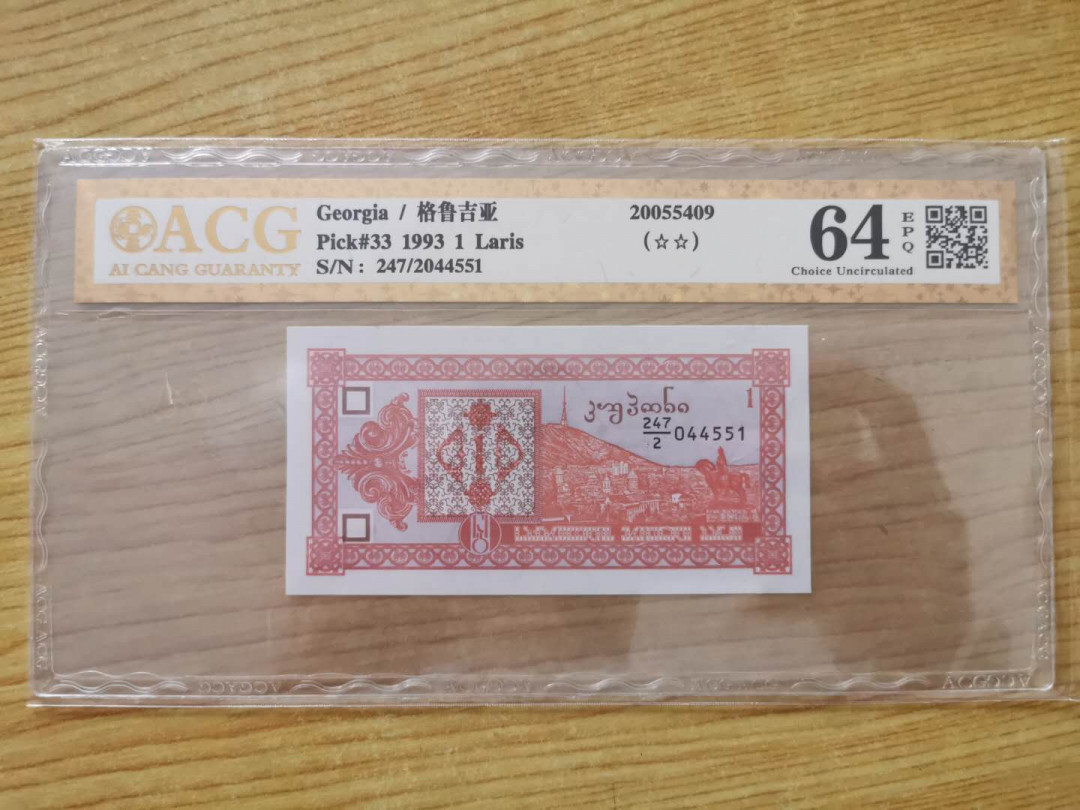 ACG
AI CANG GUARANTY
Georgia / 格鲁吉亚
Pick#33 1993 1 Laris
S/N: 247/2044551
20055409
(☆☆)
64
EPQ
Choice Uncirculated
კუპონი
1
247
2
044551